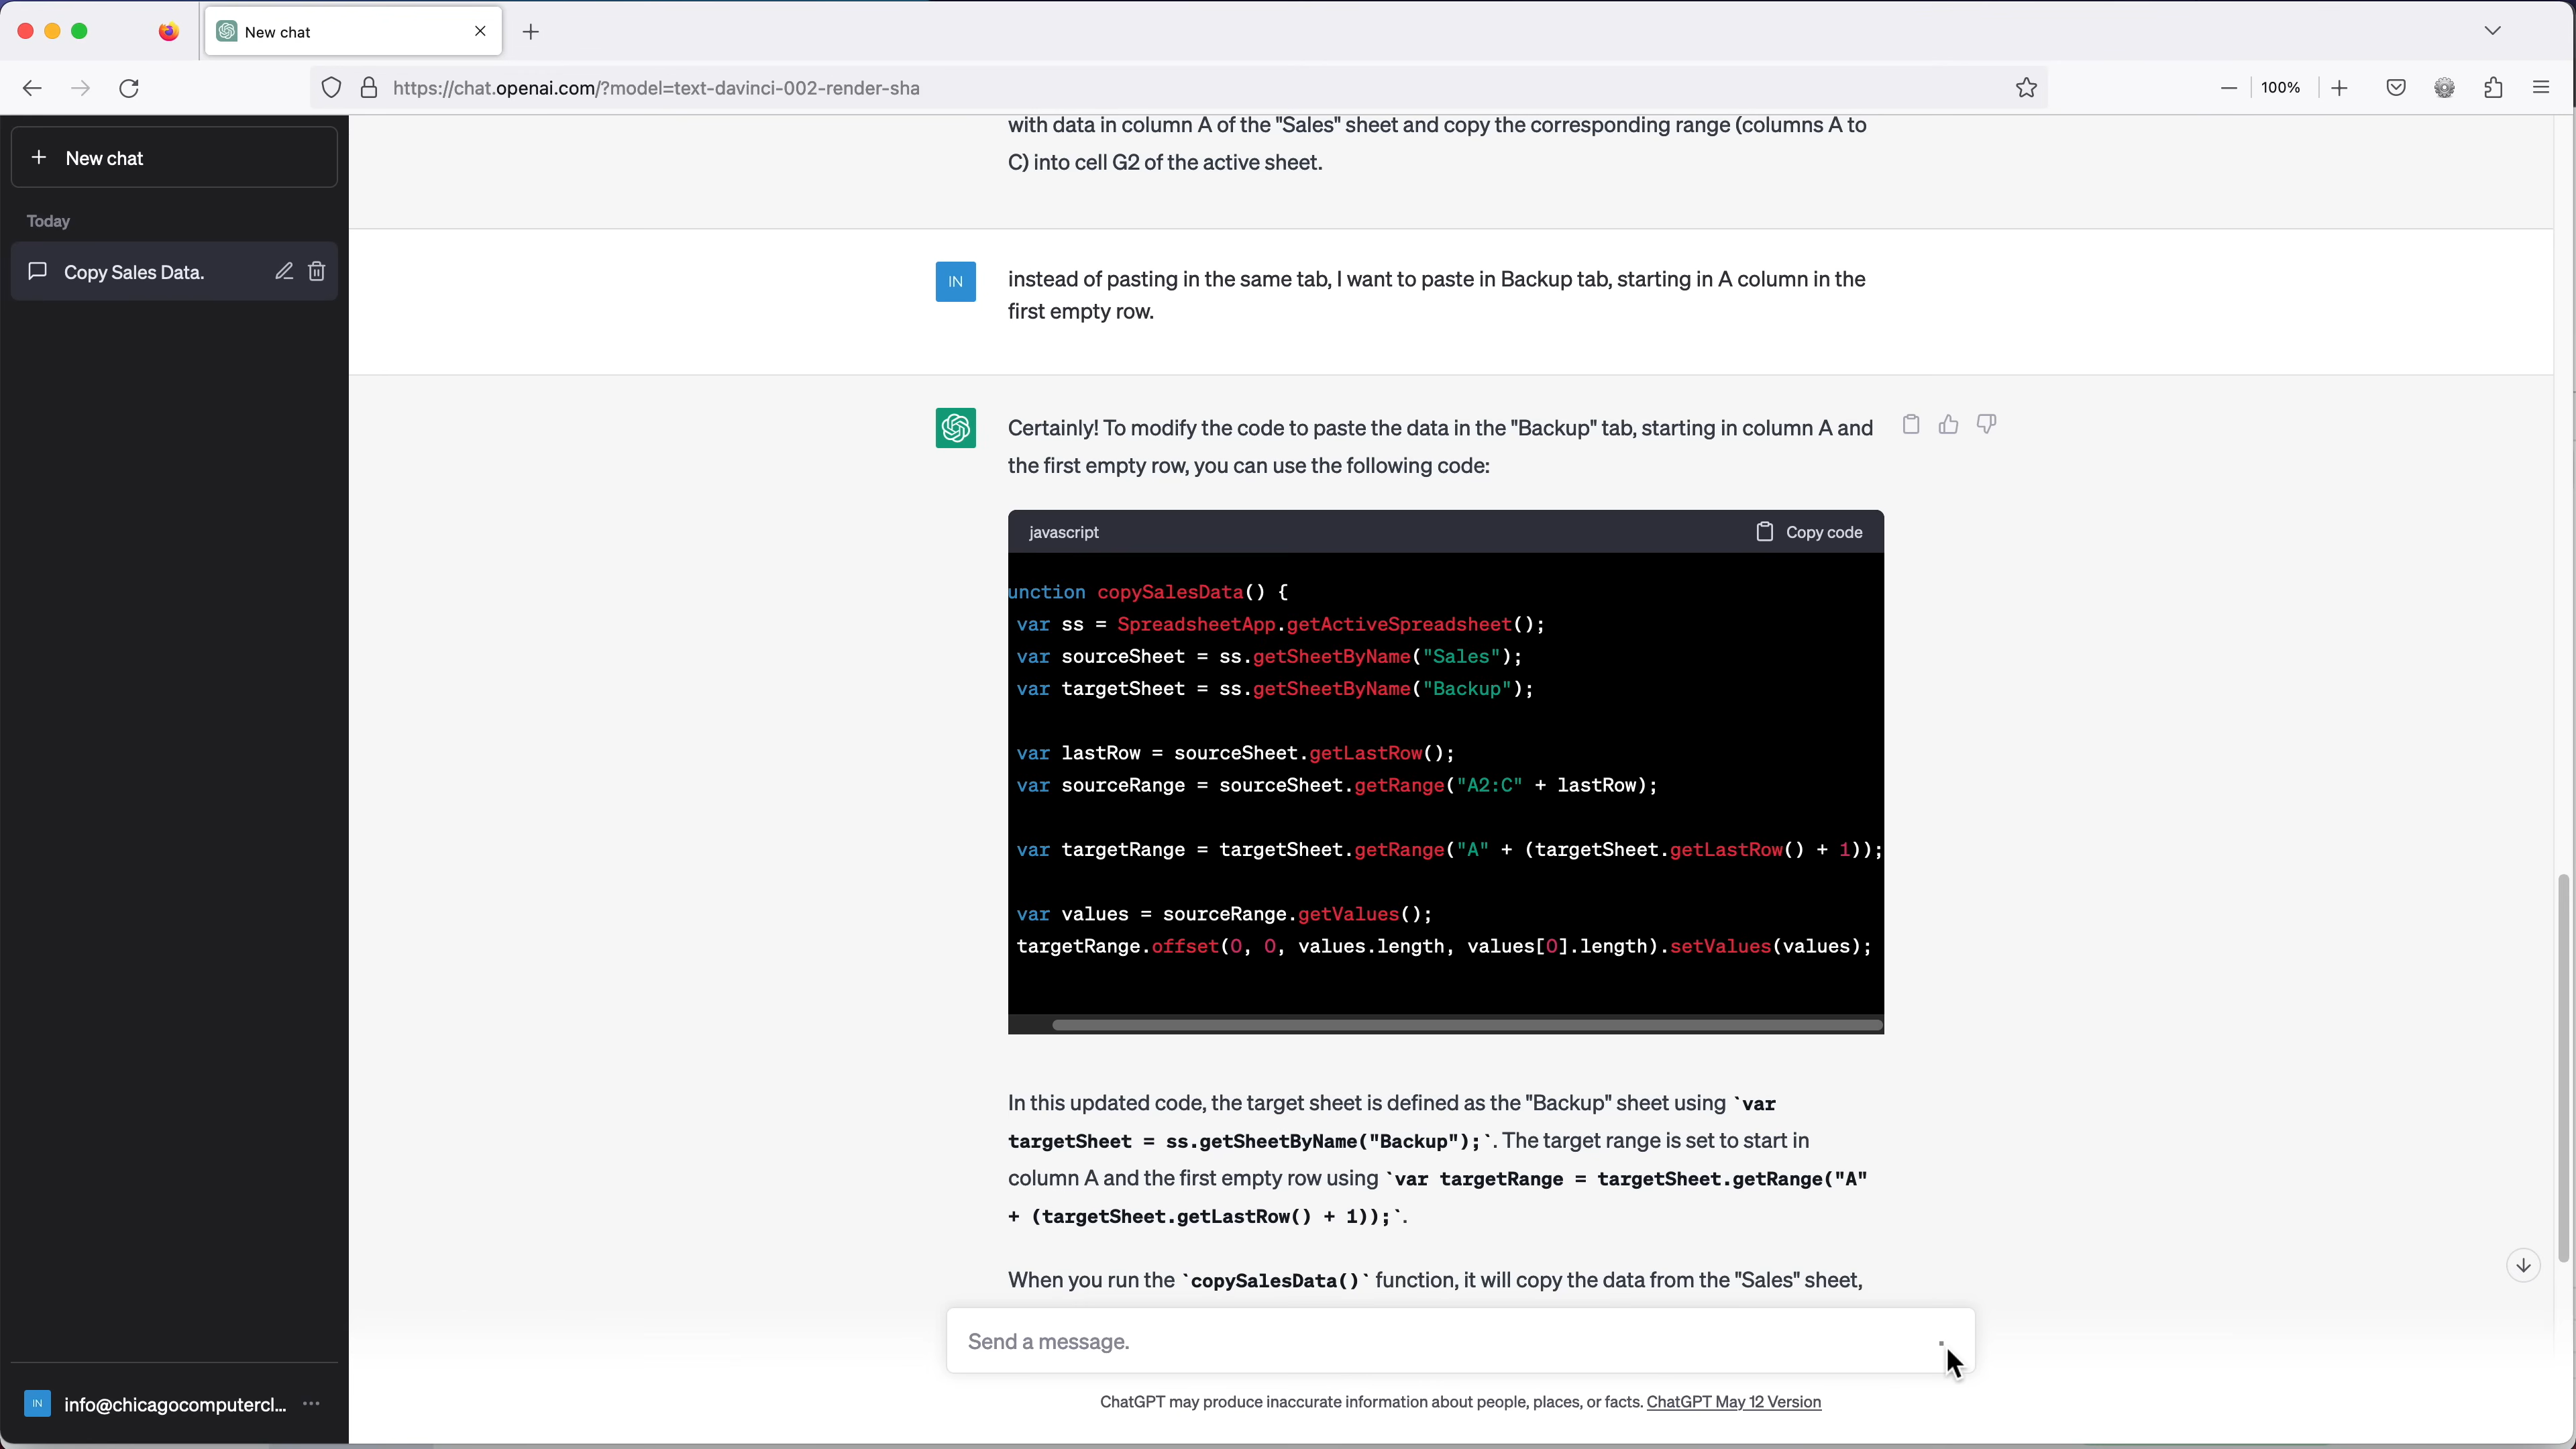 New chat
https://chat.openai.com/?model=text-davinci-002-render-sha
100%
New chat
Today
Copy Sales Data.
with data in column A of the "Sales" sheet and copy the corresponding range (columns A to
C) into cell G2 of the active sheet.
IN
instead of pasting in the same tab, I want to paste in Backup tab, starting in A column in the
first empty row.
Certainly! To modify the code to paste the data in the "Backup" tab, starting in column A and
the first empty row, you can use the following code:
javascript
Copy code
unction copySalesData() {
var ss = SpreadsheetApp.getActiveSpreadsheet();
var sourceSheet = ss.getSheetByName("Sales");
var targetSheet = ss.getSheetByName("Backup");
var lastRow = sourceSheet.getLastRow();
var sourceRange = sourceSheet.getRange("A2:C" + lastRow);
var targetRange = targetSheet.getRange("A" + (targetSheet.getLastRow() + 1));
var values = sourceRange.getValues();
targetRange.offset(0, 0, values.length, values[0].length).setValues(values);
In this updated code, the target sheet is defined as the "Backup" sheet using `var
targetSheet = ss.getSheetByName("Backup");`. The target range is set to start in
column A and the first empty row using `var targetRange = targetSheet.getRange("A"
+ (targetSheet.getLastRow() + 1));`.
When you run the `copySalesData()` function, it will copy the data from the "Sales" sheet,
Send a message.
ChatGPT may produce inaccurate information about people, places, or facts. ChatGPT May 12 Version
IN
info@chicagocomputercl...